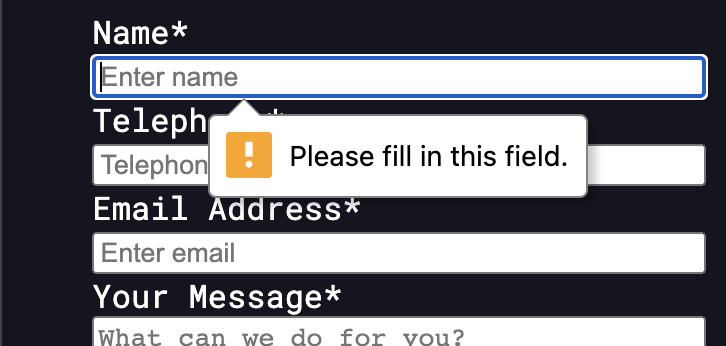 Name*
Enter name
Teleph
Please fill in this field.
Telephon
Email Address*
Enter email
Your Message*
What can we do for you?